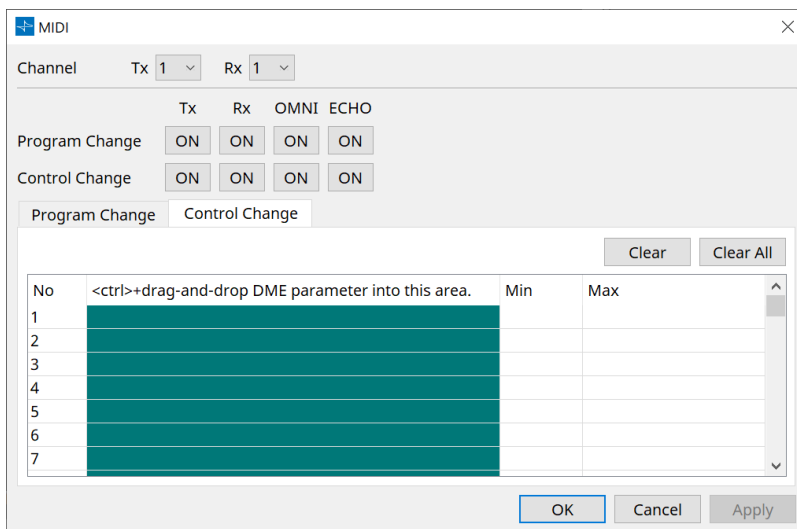 MIDI
Channel Tx 1 Rx 1
Tx Rx OMNI ECHO
Program Change ON ON ON ON
Control Change ON ON ON ON
Program Change Control Change
Clear Clear All
No <ctrl>+drag-and-drop DME parameter into this area. Min Max
1
2
3
4
5
6
7
OK Cancel Apply